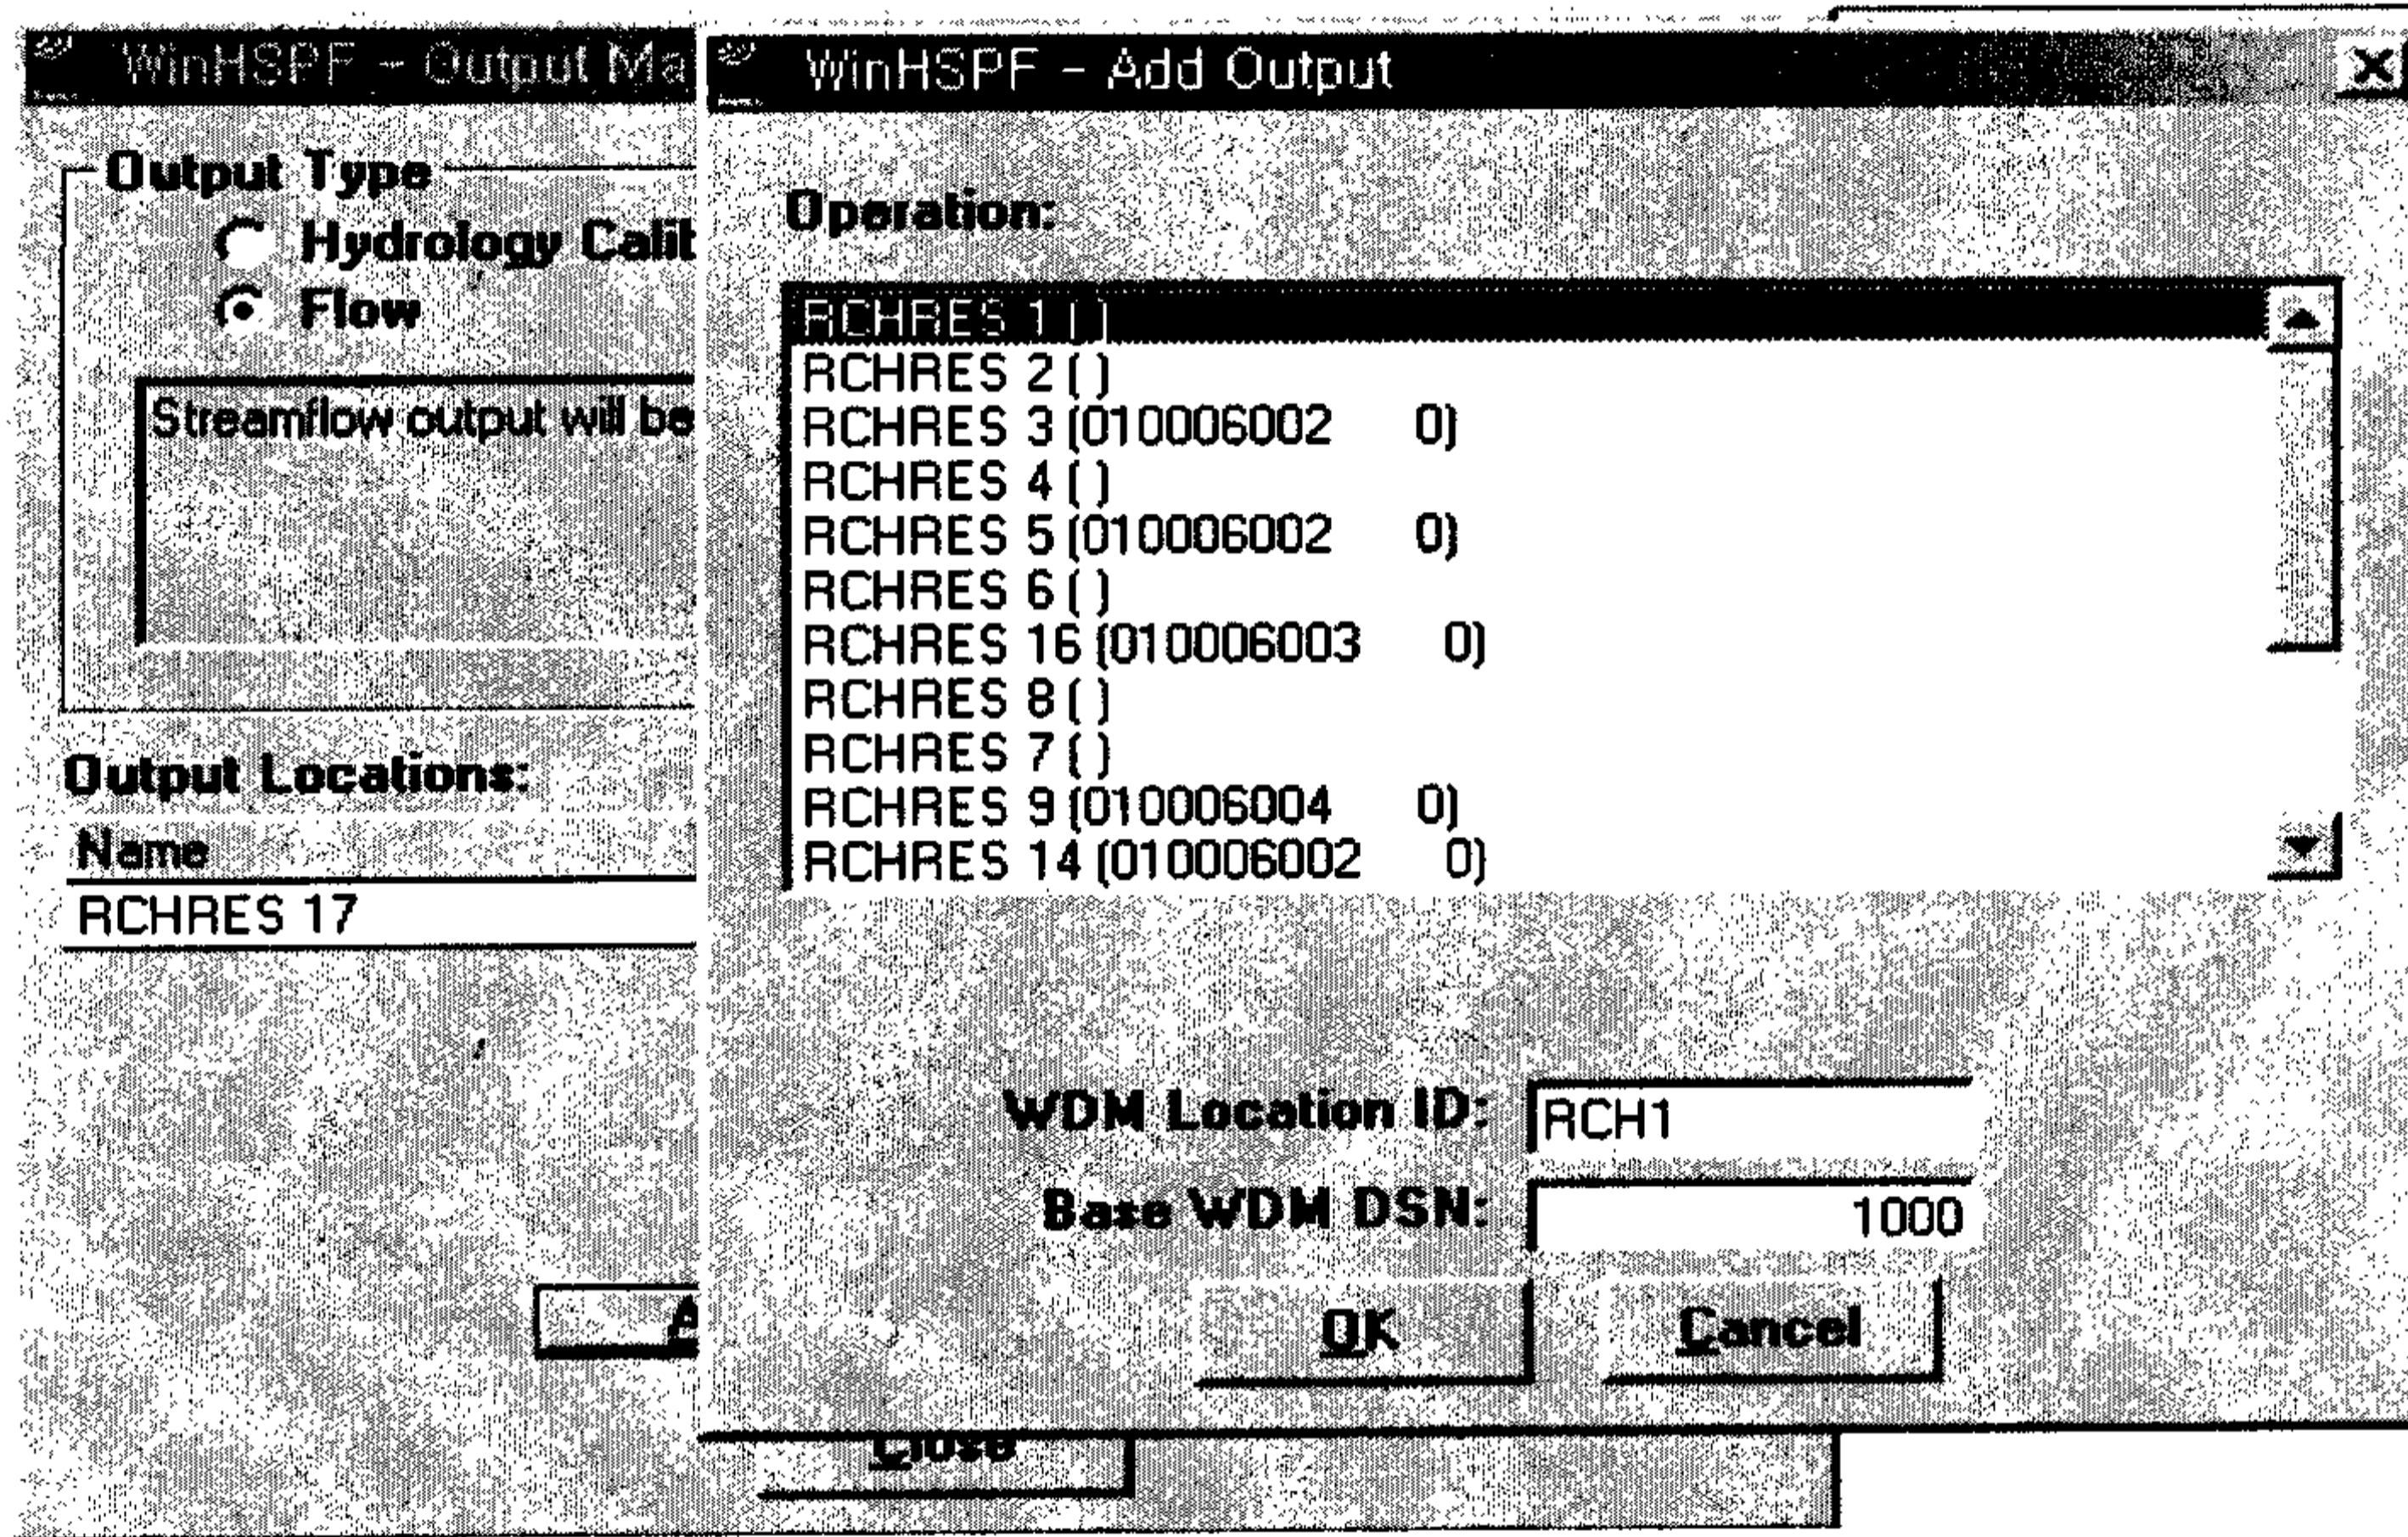 WinHSPF - Output Ma
Output Type
Hydrology Calib
Flow
Streamflow output will be
Output Locations:
Name
RCHRES 17
A
Close
WinHSPF - Add Output
Operation:
RCHRES 1 ( )
RCHRES 2 ( )
RCHRES 3 (010006002 0)
RCHRES 4 ( )
RCHRES 5 (010006002 0)
RCHRES 6 ( )
RCHRES 16 (010006003 0)
RCHRES 8 ( )
RCHRES 7 ( )
RCHRES 9 (010006004 0)
RCHRES 14 (010006002 0)
WDM Location ID:
RCH1
Base WDM DSN:
1000
OK
Cancel